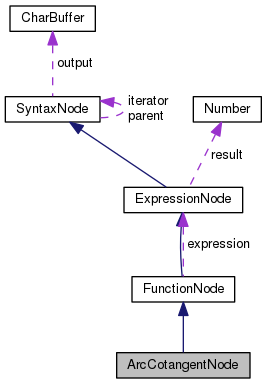 CharBuffer
output
SyntaxNode
iterator
parent
Number
result
ExpressionNode
expression
FunctionNode
ArcCotangentNode